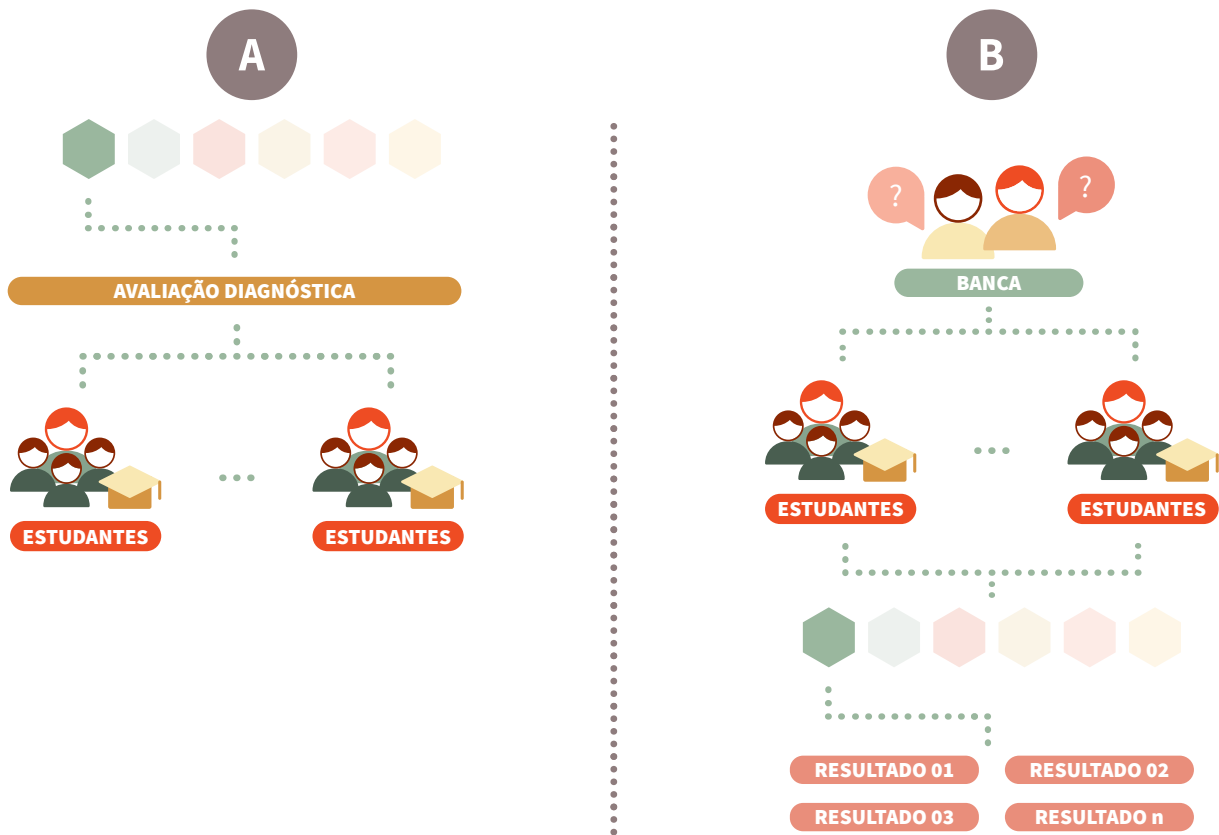 A
AVALIAÇÃO DIAGNÓSTICA
ESTUDANTES
...
ESTUDANTES
B
?
?
BANCA
ESTUDANTES
...
ESTUDANTES
RESULTADO 01
RESULTADO 02
RESULTADO 03
RESULTADO n